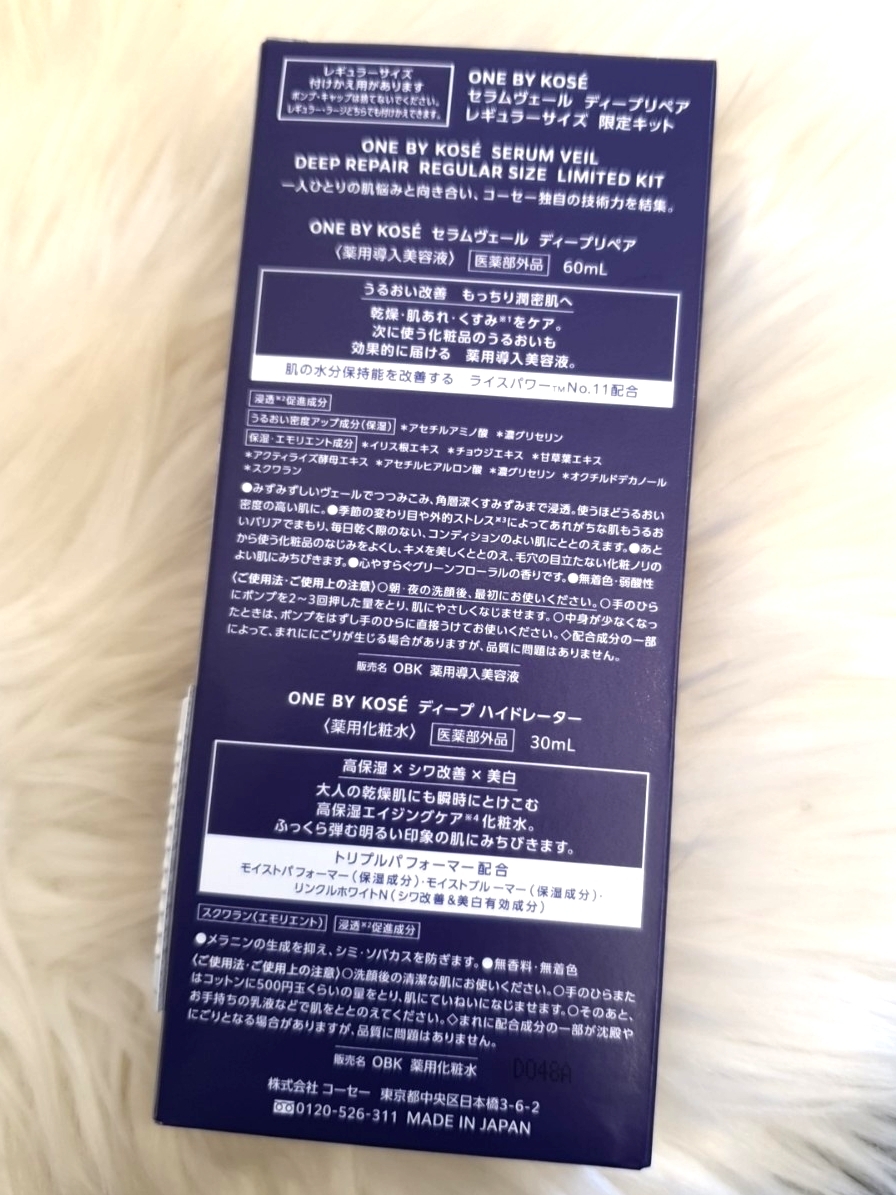 レギュラーサイズ
付けかえ用があります
ポンプ・キャップは捨てないでください。
レギュラー・ラージどちらでも付けかえできます。
ONE BY KOSÉ
セラムヴェール ディープリペア
レギュラーサイズ 限定キット
ONE BY KOSÉ SERUM VEIL
DEEP REPAIR REGULAR SIZE LIMITED KIT
一人ひとりの肌悩みと向き合い、コーセー独自の技術力を結集。
ONE BY KOSÉ セラムヴェール ディープリペア
〈薬用導入美容液〉 医薬部外品 60mL
うるおい改善 もっちり潤密肌へ
乾燥・肌あれ・くすみ※1をケア。
次に使う化粧品のうるおいも
効果的に届ける 薬用導入美容液。
肌の水分保持能を改善する ライスパワー™No.11配合
浸透※2促進成分
うるおい密度アップ成分(保湿) *アセチルアミノ酸 *濃グリセリン
保湿・エモリエント成分 *イリス根エキス *チョウジエキス *甘草葉エキス
*アクティライズ酵母エキス *アセチルヒアルロン酸 *濃グリセリン *オクチルドデカノール
*スクワラン
●みずみずしいヴェールでつつみこみ、角層深くすみずみまで浸透。使うほどうるおい
密度の高い肌に。●季節の変わり目や外的ストレス※3によってあれがちな肌もうるお
いバリアでまもり、毎日乾く隙のない、コンディションのよい肌にととのえます。●あと
から使う化粧品のなじみをよくし、キメを美しくととのえ、毛穴の目立たない化粧ノリの
よい肌にみちびきます。●心やすらぐグリーンフローラルの香りです。●無着色・弱酸性
〈ご使用法・ご使用上の注意〉○朝・夜の洗顔後、最初にお使いください。○手のひら
にポンプを2～3回押した量をとり、肌にやさしくなじませます。○中身が少なくなっ
たときは、ポンプをはずし手のひらに直接うけてお使いください。◇配合成分の一部
によって、まれににごりが生じる場合がありますが、品質に問題はありません。
販売名 OBK 薬用導入美容液
ONE BY KOSÉ ディープ ハイドレーター
〈薬用化粧水〉 医薬部外品 30mL
高保湿×シワ改善×美白
大人の乾燥肌にも瞬時にとけこむ
高保湿エイジングケア※4化粧水。
ふっくら弾む明るい印象の肌にみちびきます。
トリプルパフォーマー配合
モイストパフォーマー(保湿成分)・モイストブルーマー(保湿成分)・
リンクルホワイトN(シワ改善&美白有効成分)
スクワラン(エモリエント) 浸透※2促進成分
●メラニンの生成を抑え、シミ・ソバカスを防ぎます。●無香料・無着色
〈ご使用法・ご使用上の注意〉○洗顔後の清潔な肌にお使いください。○手のひらまた
はコットンに500円玉くらいの量をとり、肌にていねいになじませます。○そのあと、
お手持ちの乳液などで肌をととのえてください。◇まれに配合成分の一部が沈殿や
にごりとなる場合がありますが、品質に問題はありません。
販売名 OBK 薬用化粧水
D048A
株式会社 コーセー 東京都中央区日本橋3-6-2
0120-526-311 MADE IN JAPAN